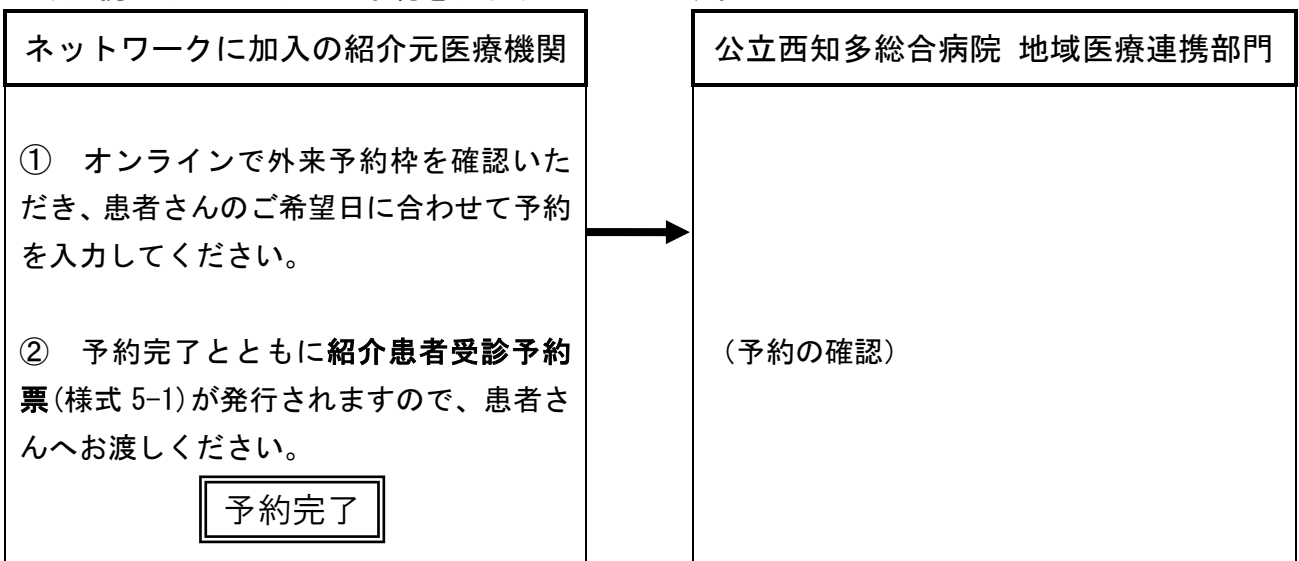 ネットワークに加入の紹介元医療機関
公立西知多総合病院 地域医療連携部門
① オンラインで外来予約枠を確認いた
だき、患者さんのご希望日に合わせて予約
を入力してください。
② 予約完了とともに紹介患者受診予約
票(様式 5-1)が発行されますので、患者さ
んへお渡しください。
予約完了
（予約の確認）